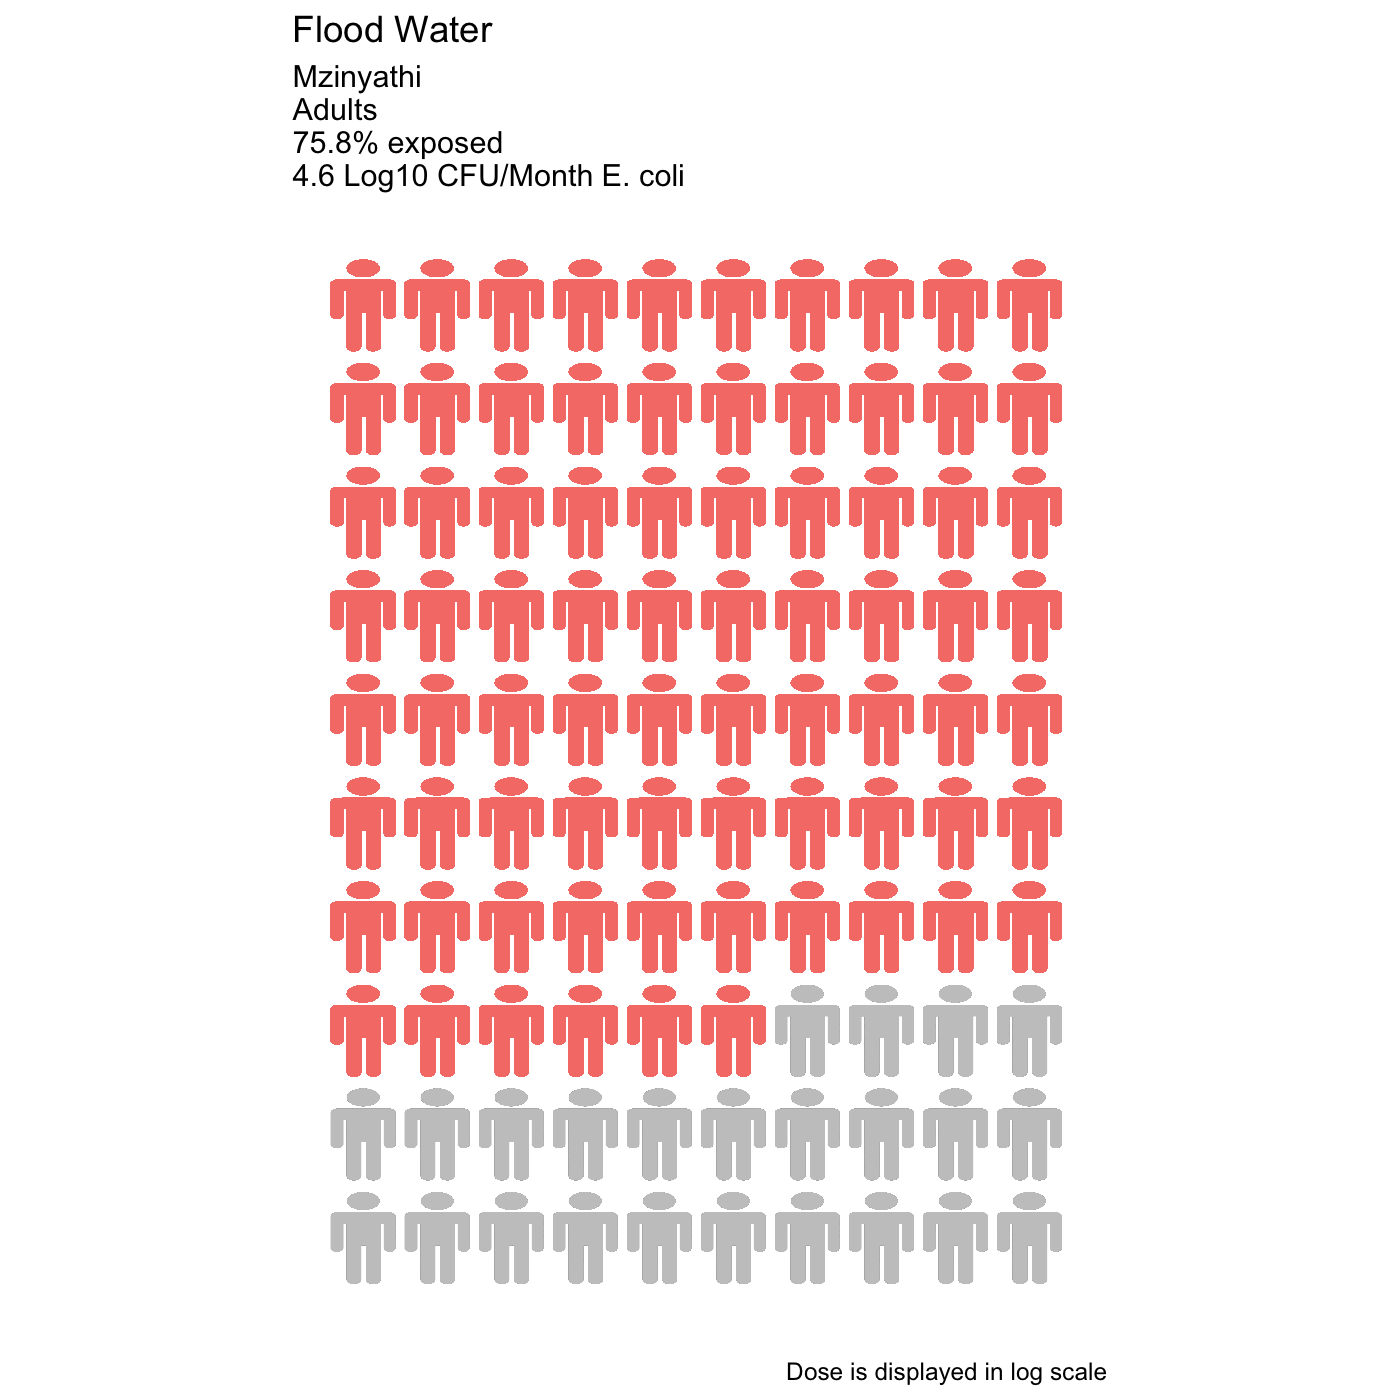 Flood Water
Mzinyathi
Adults
75.8% exposed
4.6 Log10 CFU/Month E. coli
Dose is displayed in log scale